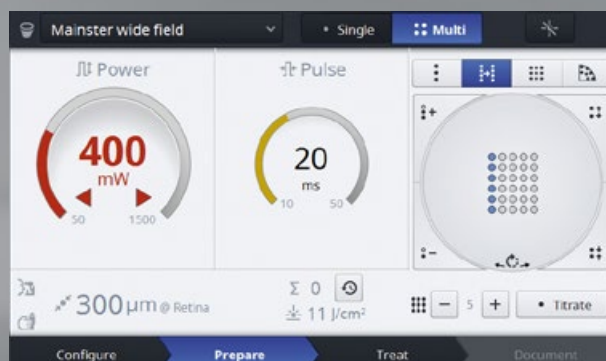 Mainster wide field
Single
Multi
Power
Pulse
400
mW
50 1500
20
ms
10 50
300 µm @ Retina
Σ 0
11 J/cm²
5
Titrate
Configure
Prepare
Treat
Document